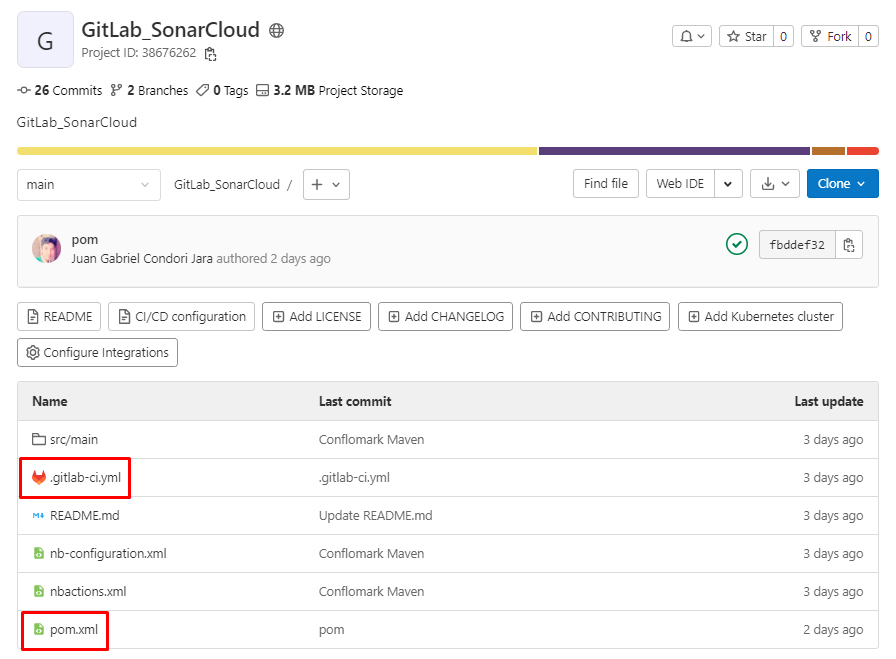 G
GitLab_SonarCloud
Project ID: 38676262
Star 0
Fork 0
26 Commits 2 Branches 0 Tags 3.2 MB Project Storage
GitLab_SonarCloud
main
GitLab_SonarCloud /
Find file
Web IDE
Clone
pom
Juan Gabriel Condori Jara authored 2 days ago
fbddef32
README
CI/CD configuration
Add LICENSE
Add CHANGELOG
Add CONTRIBUTING
Add Kubernetes cluster
Configure Integrations
Name Last commit Last update
src/main Conflomark Maven 3 days ago
.gitlab-ci.yml .gitlab-ci.yml 3 days ago
README.md Update README.md 3 days ago
nb-configuration.xml Conflomark Maven 3 days ago
nbactions.xml Conflomark Maven 3 days ago
pom.xml pom 2 days ago